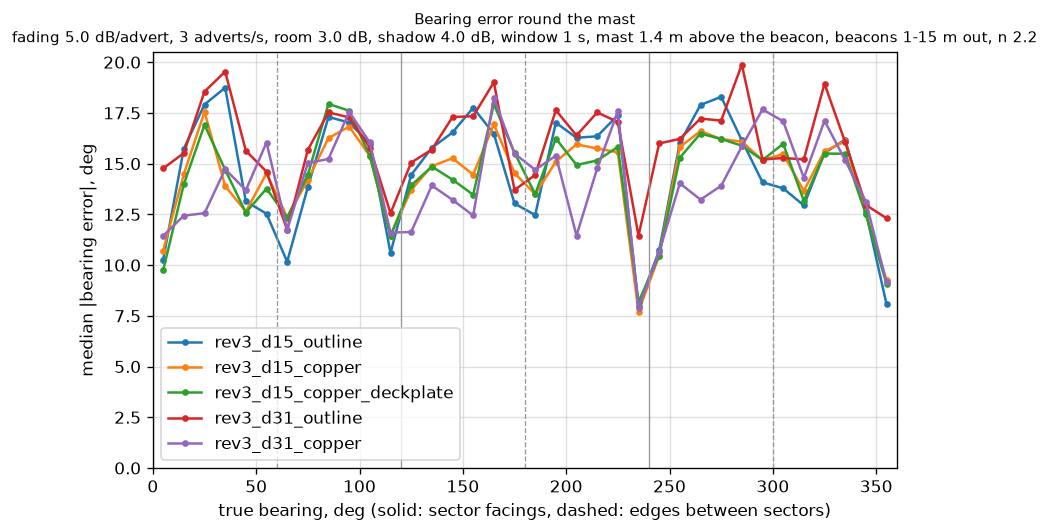 Bearing error round the mast
fading 5.0 dB/advert, 3 adverts/s, room 3.0 dB, shadow 4.0 dB, window 1 s, mast 1.4 m above the beacon, beacons 1-15 m out, n 2.2
median |bearing error|, deg
20.0
17.5
15.0
12.5
10.0
7.5
5.0
2.5
0.0
rev3_d15_outline
rev3_d15_copper
rev3_d15_copper_deckplate
rev3_d31_outline
rev3_d31_copper
0 50 100 150 200 250 300 350
true bearing, deg (solid: sector facings, dashed: edges between sectors)